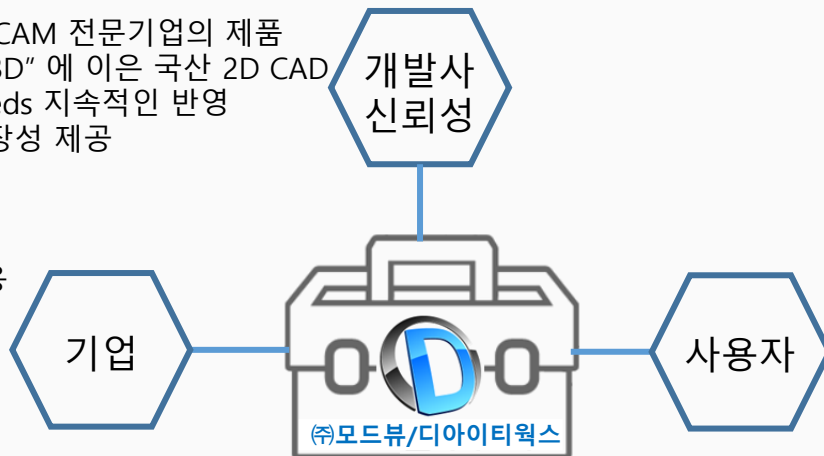 CAM 전문기업의 제품
3D” 에 이은 국산 2D CAD
eds 지속적인 반영
장성 제공
개발사
신뢰성
기업
사용자
D
㈜모드뷰/디아이티웍스